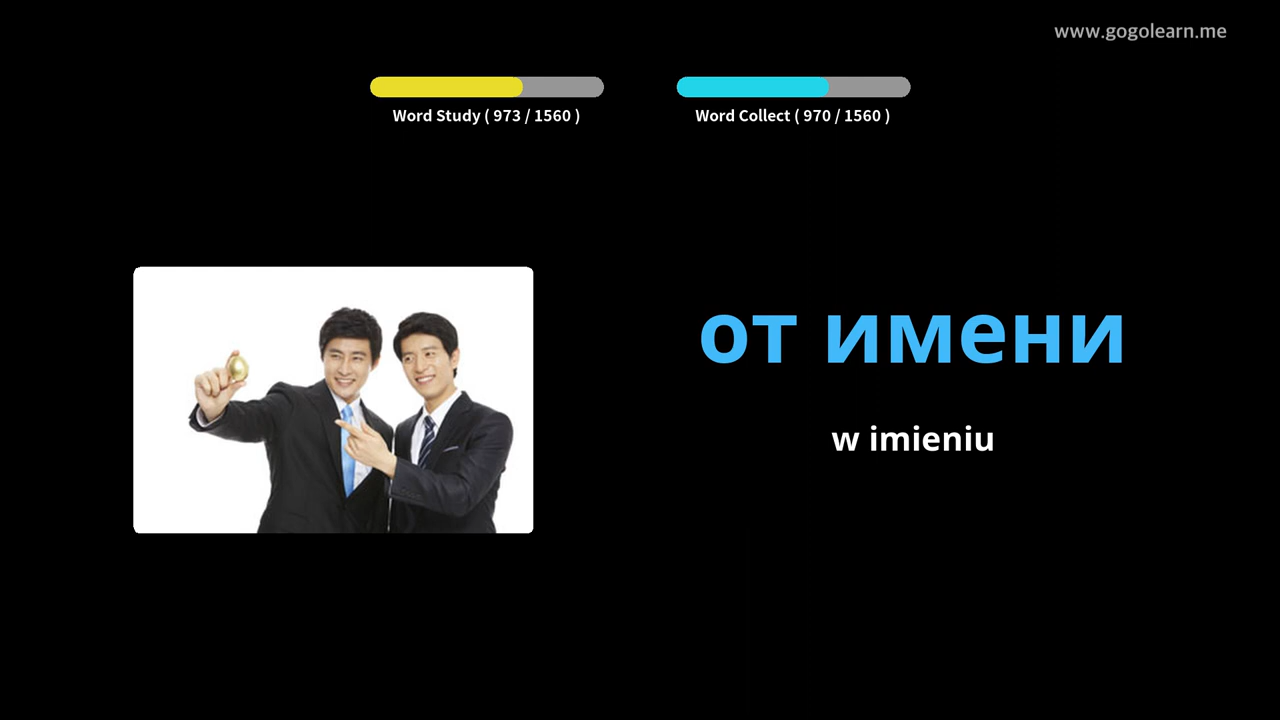 www.gogolearn.me
Word Study ( 973 / 1560 )
Word Collect ( 970 / 1560 )
от имени
w imieniu